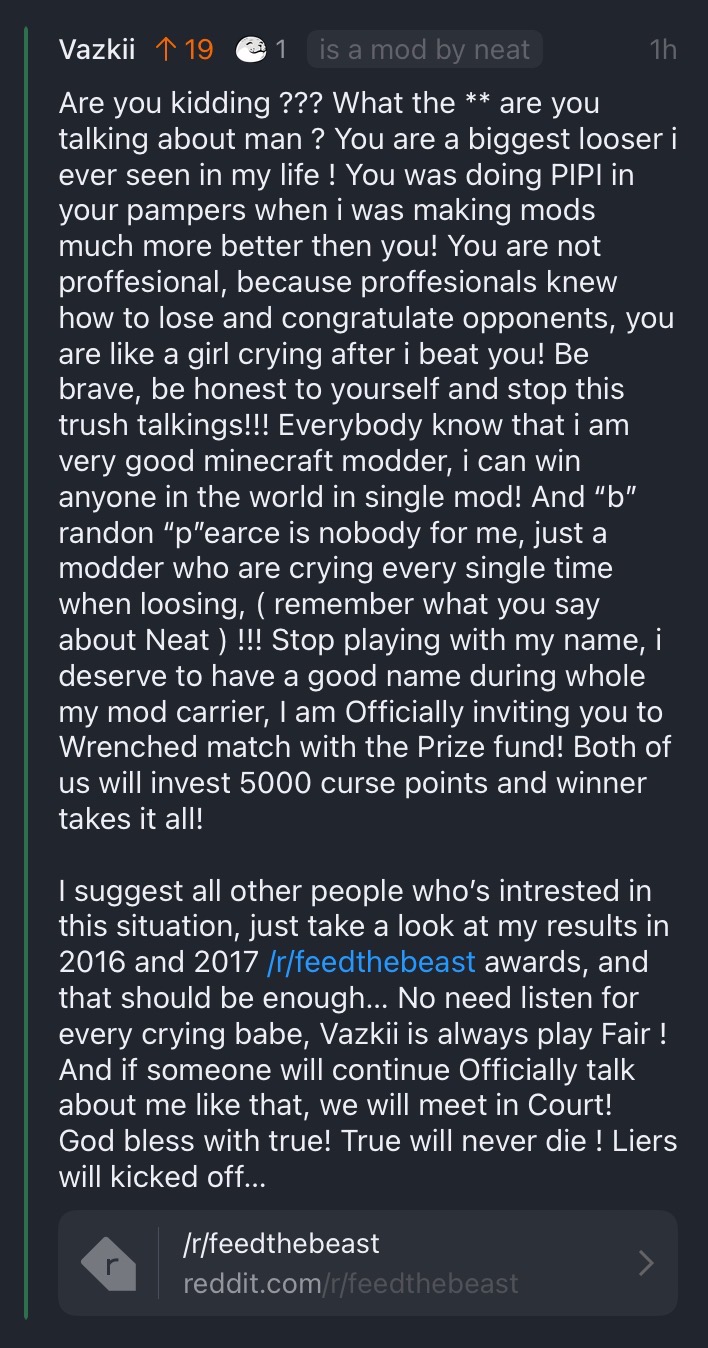 Vazkii ↑ 19 1 is a mod by neat 1h
Are you kidding ??? What the ** are you
talking about man ? You are a biggest looser i
ever seen in my life ! You was doing PIPI in
your pampers when i was making mods
much more better then you! You are not
proffesional, because proffesionals knew
how to lose and congratulate opponents, you
are like a girl crying after i beat you! Be
brave, be honest to yourself and stop this
trush talkings!!! Everybody know that i am
very good minecraft modder, i can win
anyone in the world in single mod! And “b”
randon “p”earce is nobody for me, just a
modder who are crying every single time
when loosing, ( remember what you say
about Neat ) !!! Stop playing with my name, i
deserve to have a good name during whole
my mod carrier, I am Officially inviting you to
Wrenched match with the Prize fund! Both of
us will invest 5000 curse points and winner
takes it all!
I suggest all other people who’s intrested in
this situation, just take a look at my results in
2016 and 2017 /r/feedthebeast awards, and
that should be enough... No need listen for
every crying babe, Vazkii is always play Fair !
And if someone will continue Officially talk
about me like that, we will meet in Court!
God bless with true! True will never die ! Liers
will kicked off...
r
/r/feedthebeast
reddit.com/r/feedthebeast